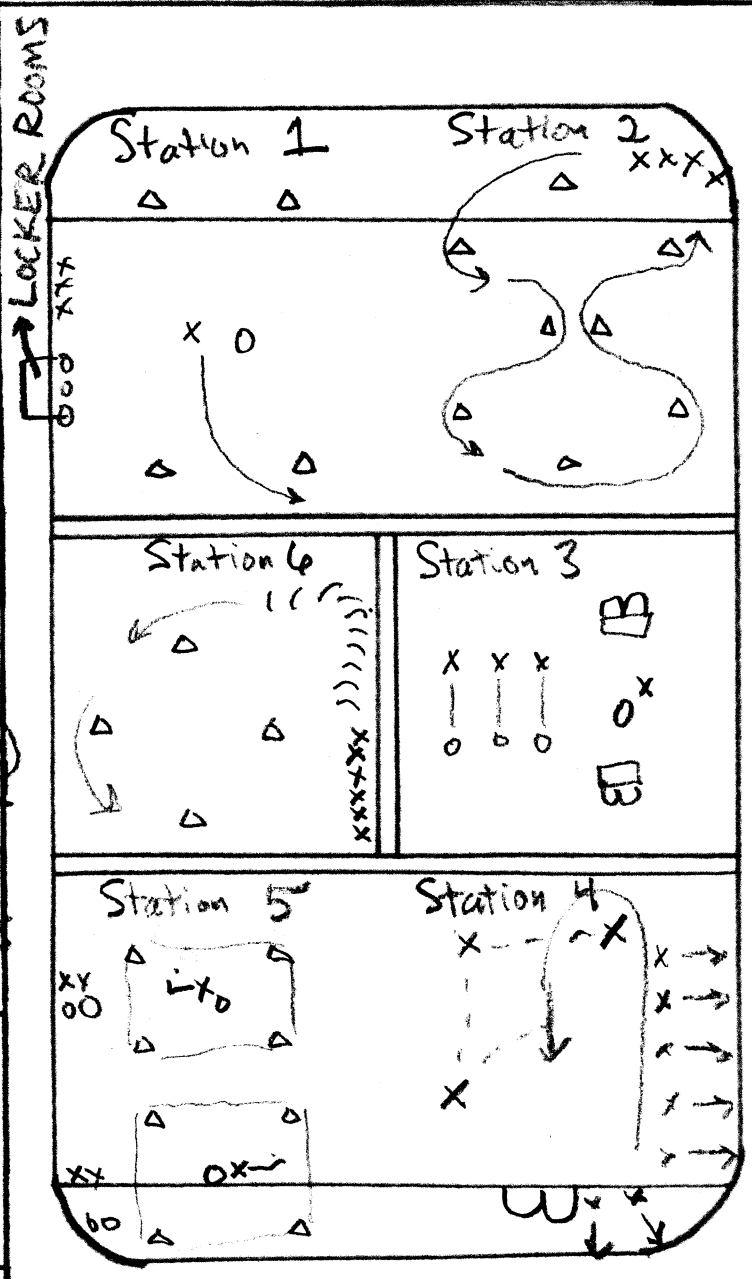 LOCKER ROOMS
Station 1
Station 2
X X X X
X X X
O O O
X O
Station 6
Station 3
X X X
O O O
O X
X X X X X X
Station 5
Station 4
X X
O O
X O
X X
X
X
X
X
X
X
O X
X X
O O
X X